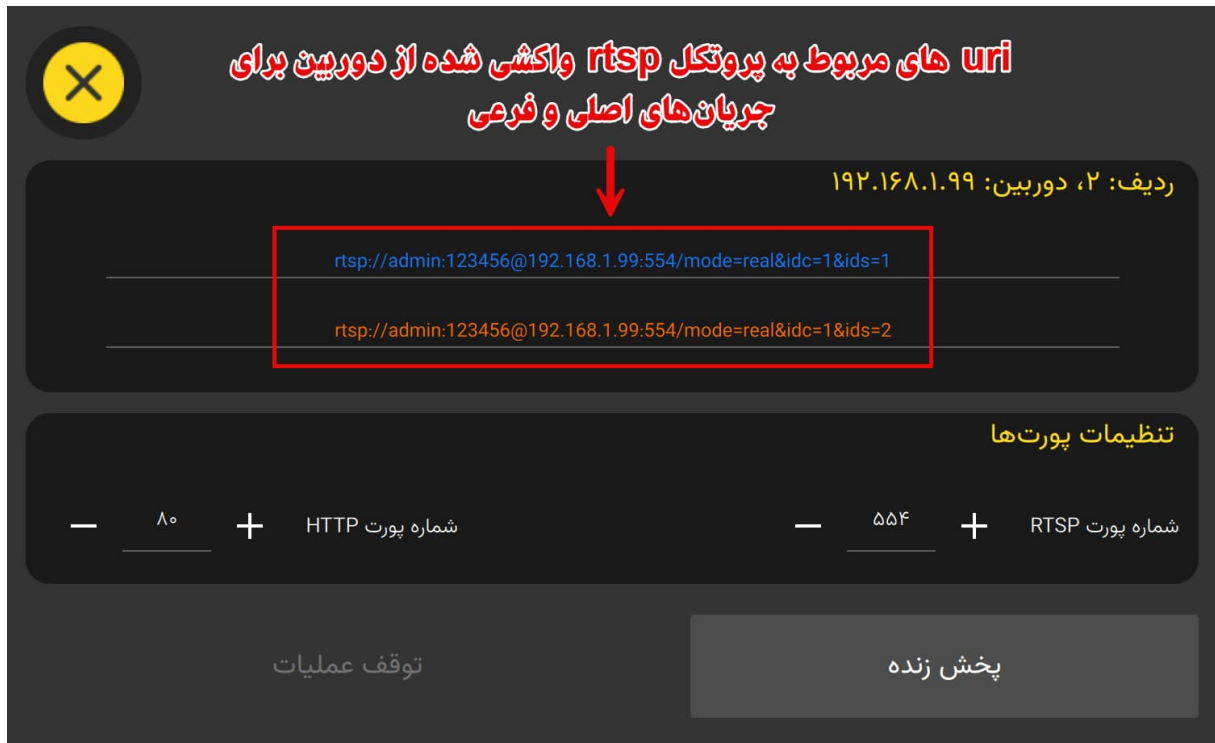 uri های مربوط به پروتکل rtsp واکشی شده از دوربین برای
جریان‌های اصلی و فرعی
ردیف: ۲، دوربین: ۱۹۲.۱۶۸.۱.۹۹
rtsp://admin:123456@192.168.1.99:554/mode=real&idc=1&ids=1
rtsp://admin:123456@192.168.1.99:554/mode=real&idc=1&ids=2
تنظیمات پورت‌ها
شماره پورت RTSP + ۵۵۴ − شماره پورت HTTP + ۸۰ −
پخش زنده
توقف عملیات